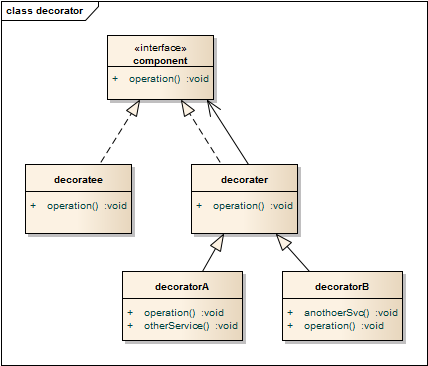 class decorator
«interface»
component
+ operation() :void
decoratee
+ operation() :void
decorater
+ operation() :void
decoratorA
+ operation() :void
+ otherService() :void
decoratorB
+ anothoerSvc() :void
+ operation() :void